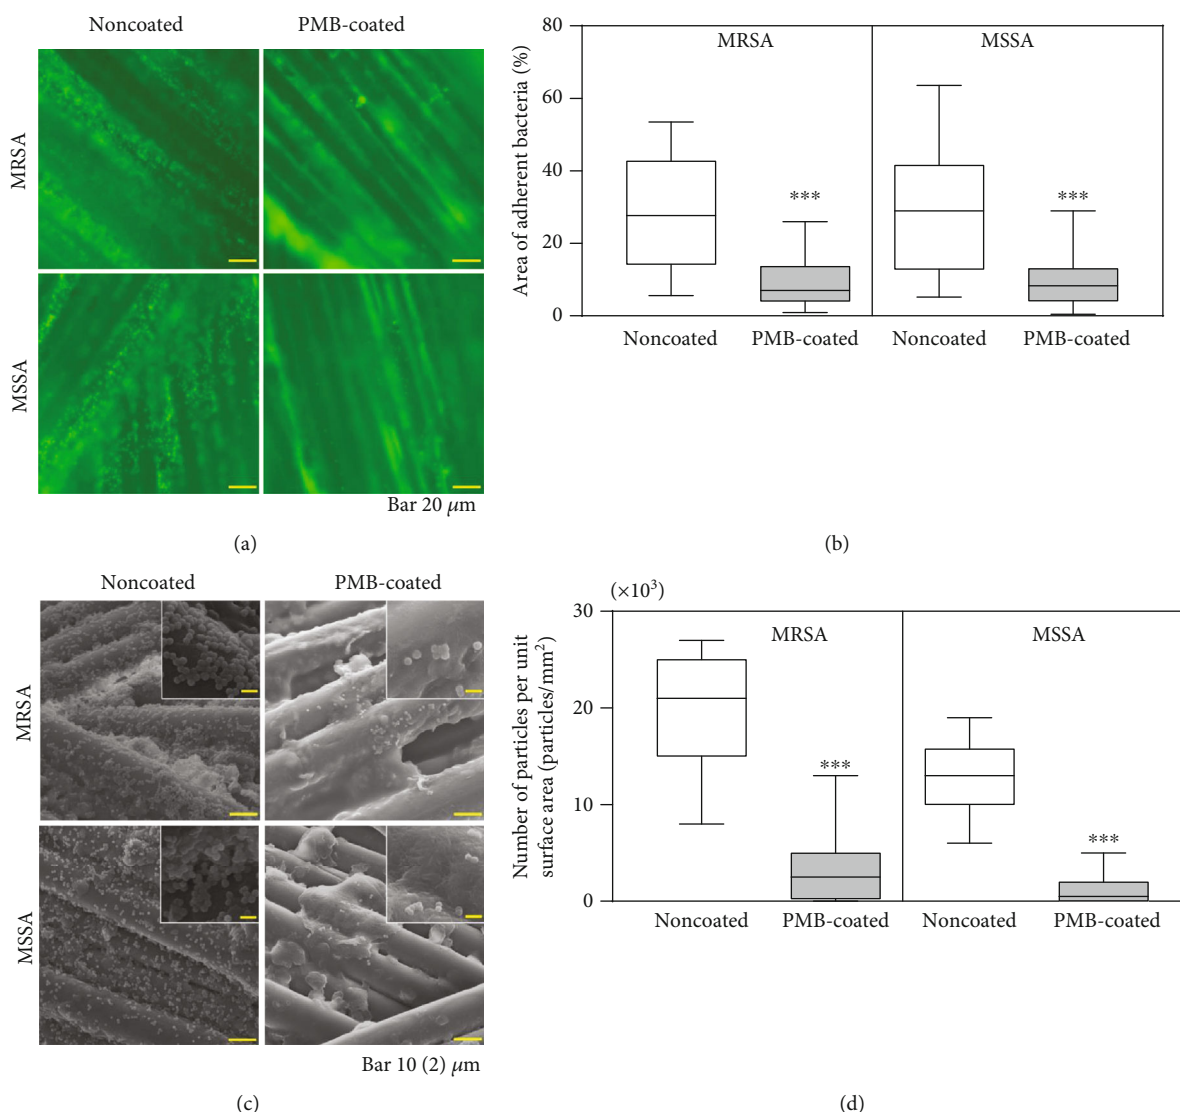 Noncoated PMB-coated
MRSA
MSSA
Bar 20 μm
(a)
80
60
40
20
0
Area of adherent bacteria (%)
MRSA MSSA
*** ***
Noncoated PMB-coated Noncoated PMB-coated
(b)
Noncoated PMB-coated
MRSA
MSSA
Bar 10 (2) μm
(c)
(×10³)
30
20
10
0
Number of particles per unit
surface area (particles/mm²)
MRSA MSSA
*** ***
Noncoated PMB-coated Noncoated PMB-coated
(d)